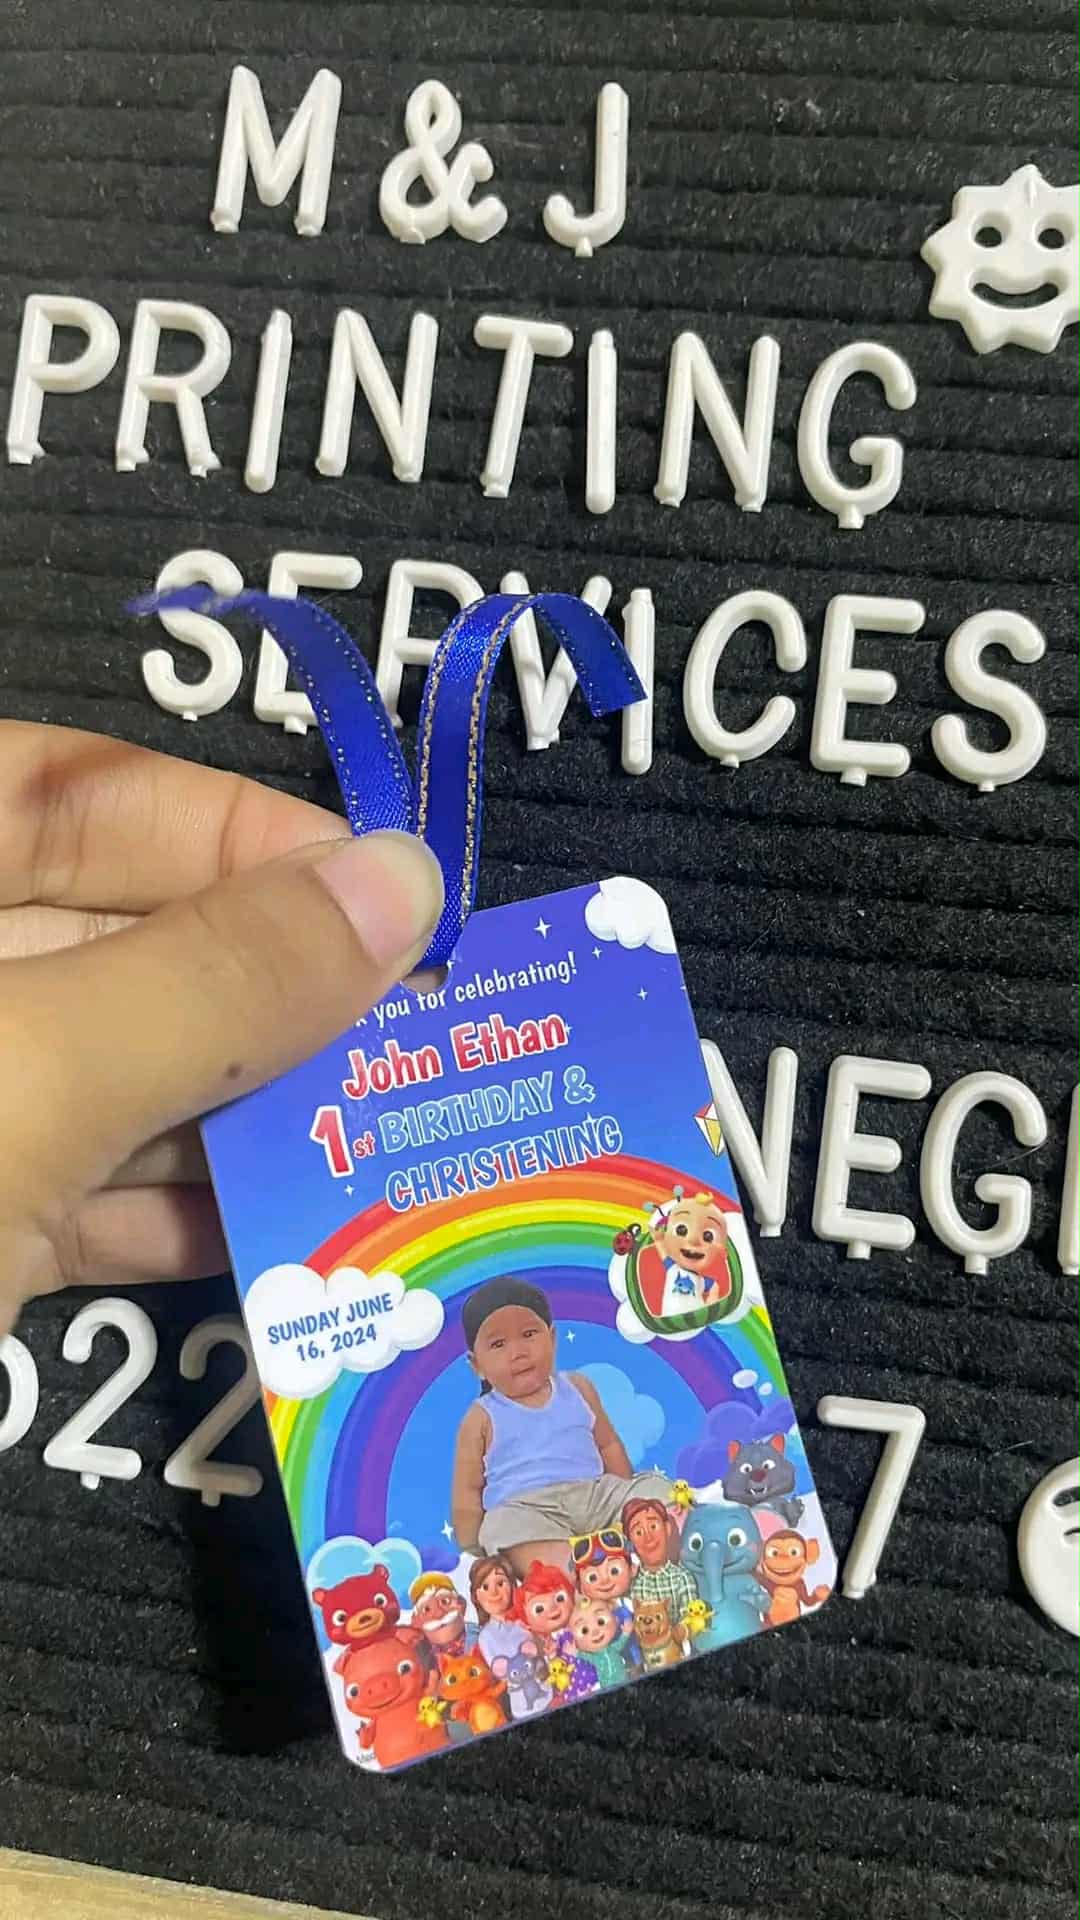 M & J
PRINTING
SERVICES
you for celebrating!
John Ethan
1st BIRTHDAY &
CHRISTENING
SUNDAY JUNE
16, 2024